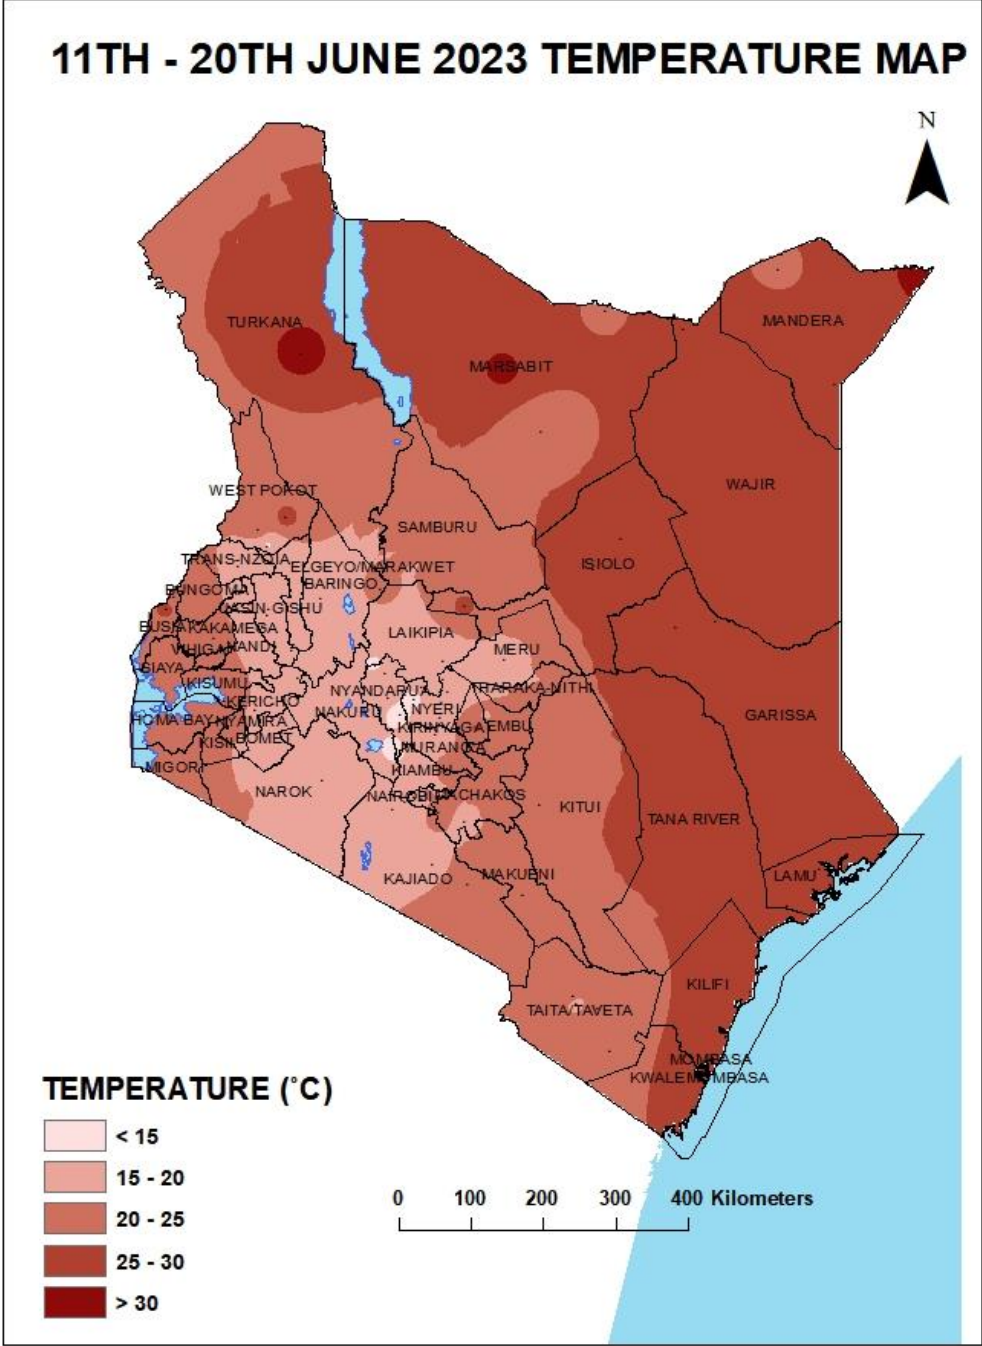 11TH - 20TH JUNE 2023 TEMPERATURE MAP
N
TURKANA
MANDERA
MARSABIT
WAJIR
WEST POKOT
SAMBURU
TRANS-NZOIA
ELGEYO/MARAKWET
ISIOLO
BARINGO
BUNGOMA
UASIN-GISHU
BUSIA
KAKAMEGA
LAIKIPIA
VIHIGA
NANDI
MERU
SIAYA
KISUMU
NYANDARUA
THARAKA-NITHI
KERICHO
NAKURU
NYERI
GARISSA
HOMA BAY
NYAMIRA
KIRINYAGA
EMBU
KISII
BOMET
MURANGA
MIGORI
KIAMBU
NAROK
NAIROBI
MACHAKOS
KITUI
TANA RIVER
KAJIADO
MAKUENI
LAMU
KILIFI
TAITA/TAVETA
MOMBASA
KWALE
MOMBASA
TEMPERATURE (˚C)
< 15
15 - 20
20 - 25
25 - 30
> 30
0 100 200 300 400 Kilometers